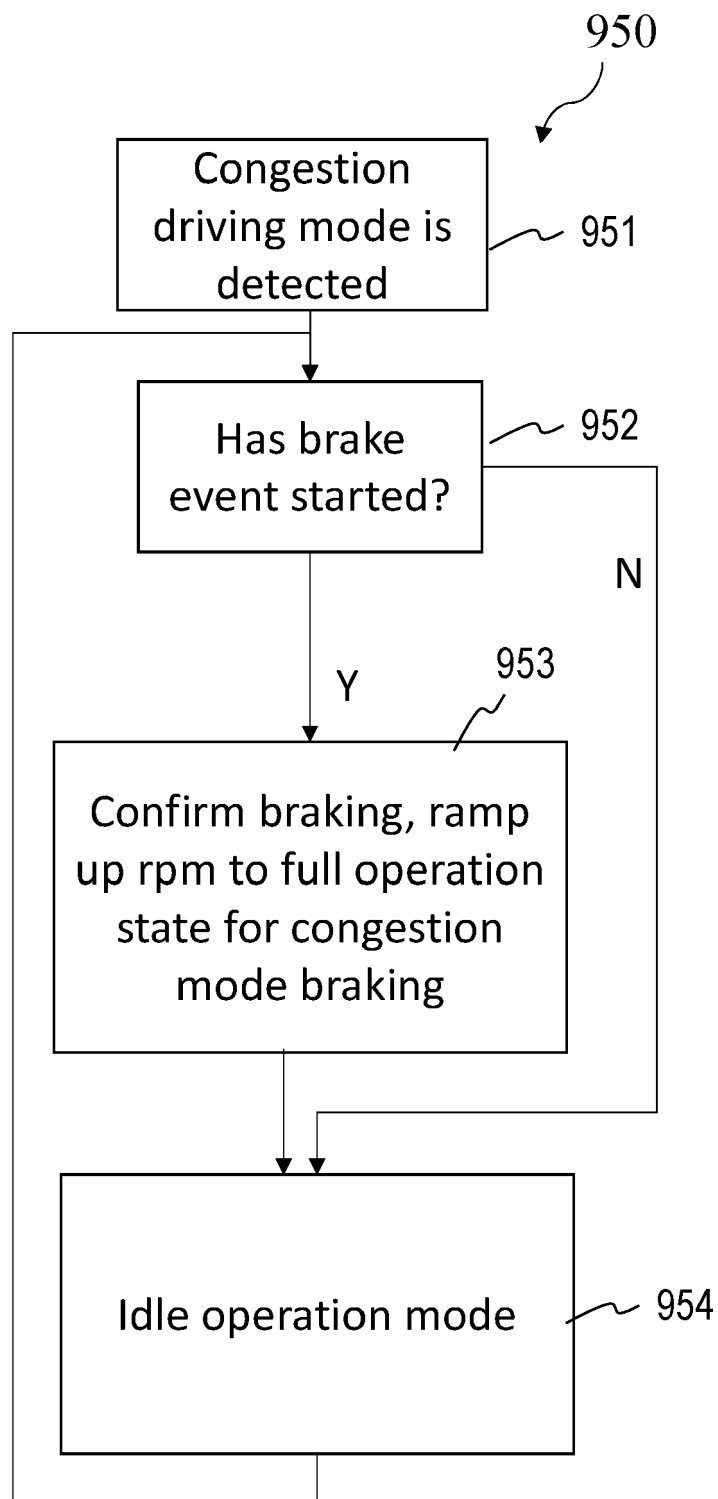 950
Congestion
driving mode is
detected
951
Has brake
event started?
952
N
Y
953
Confirm braking, ramp
up rpm to full operation
state for congestion
mode braking
Idle operation mode
954